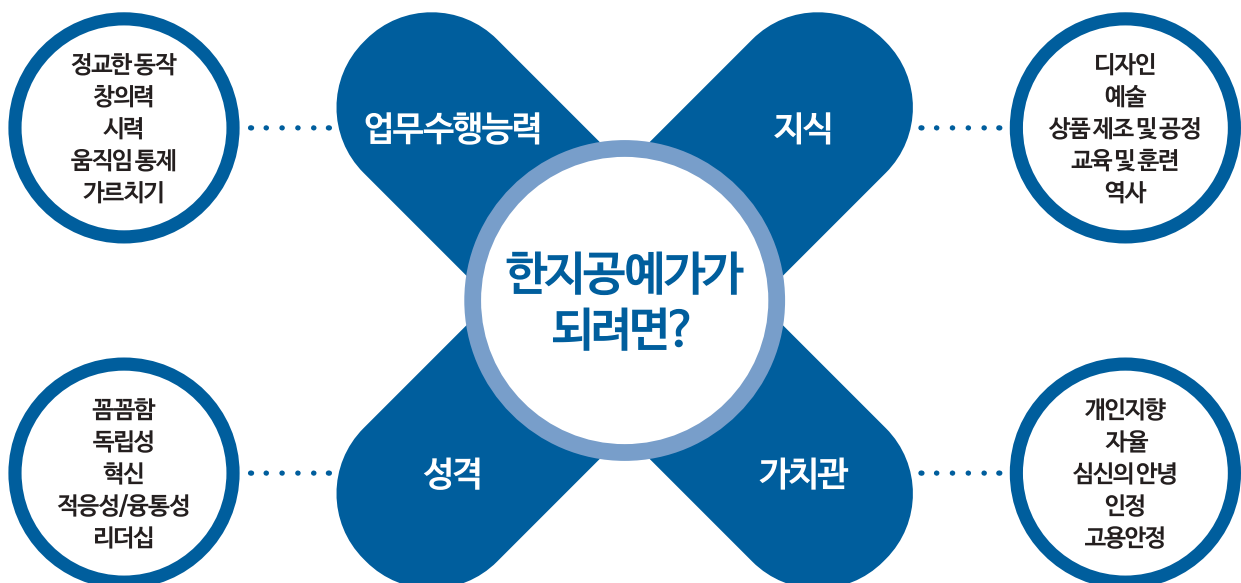 정교한 동작
창의력
시력
움직임 통제
가르치기
업무수행능력
지식
디자인
예술
상품 제조 및 공정
교육 및 훈련
역사
한지공예가가
되려면?
꼼꼼함
독립성
혁신
적응성/융통성
리더십
성격
가치관
개인지향
자율
심신의 안녕
인정
고용안정